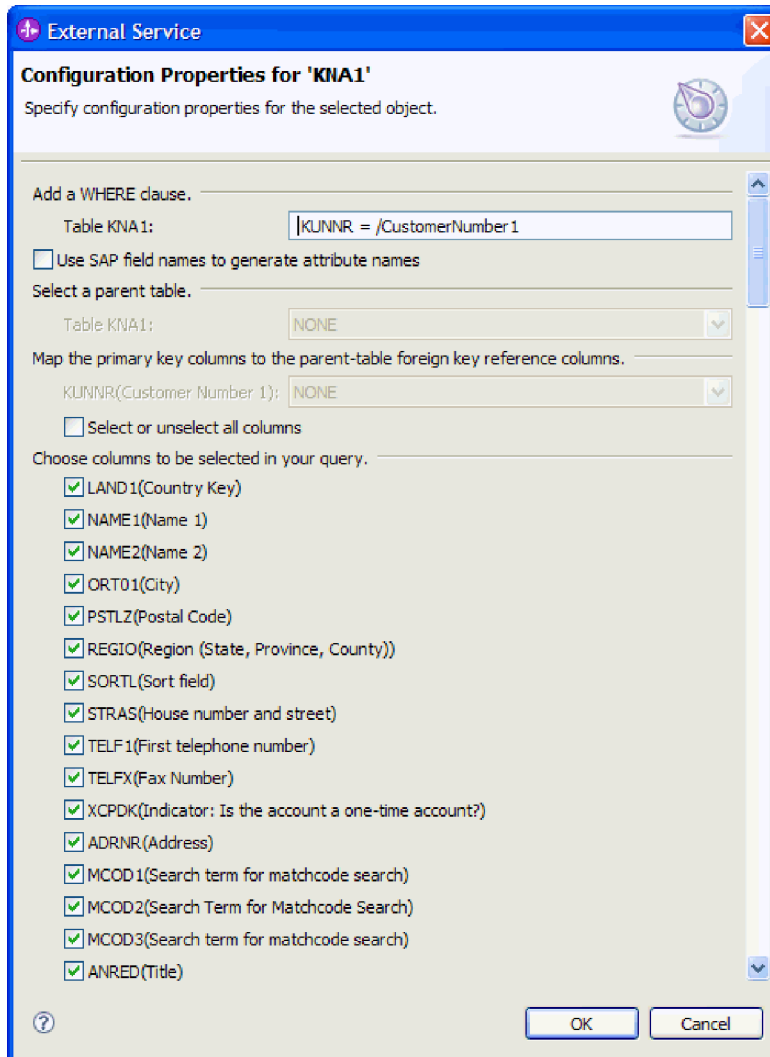 External Service
Configuration Properties for 'KNA1'
Specify configuration properties for the selected object.
Add a WHERE clause.
Table KNA1: KUNNR = /CustomerNumber1
Use SAP field names to generate attribute names
Select a parent table.
Table KNA1: NONE
Map the primary key columns to the parent-table foreign key reference columns.
KUNNR(Customer Number 1): NONE
Select or unselect all columns
Choose columns to be selected in your query.
LAND1(Country Key)
NAME1(Name 1)
NAME2(Name 2)
ORT01(City)
PSTLZ(Postal Code)
REGIO(Region (State, Province, County))
SORTL(Sort field)
STRAS(House number and street)
TELF1(First telephone number)
TELFX(Fax Number)
XCPDK(Indicator: Is the account a one-time account?)
ADRNR(Address)
MCOD1(Search term for matchcode search)
MCOD2(Search Term for Matchcode Search)
MCOD3(Search term for matchcode search)
ANRED(Title)
? OK Cancel